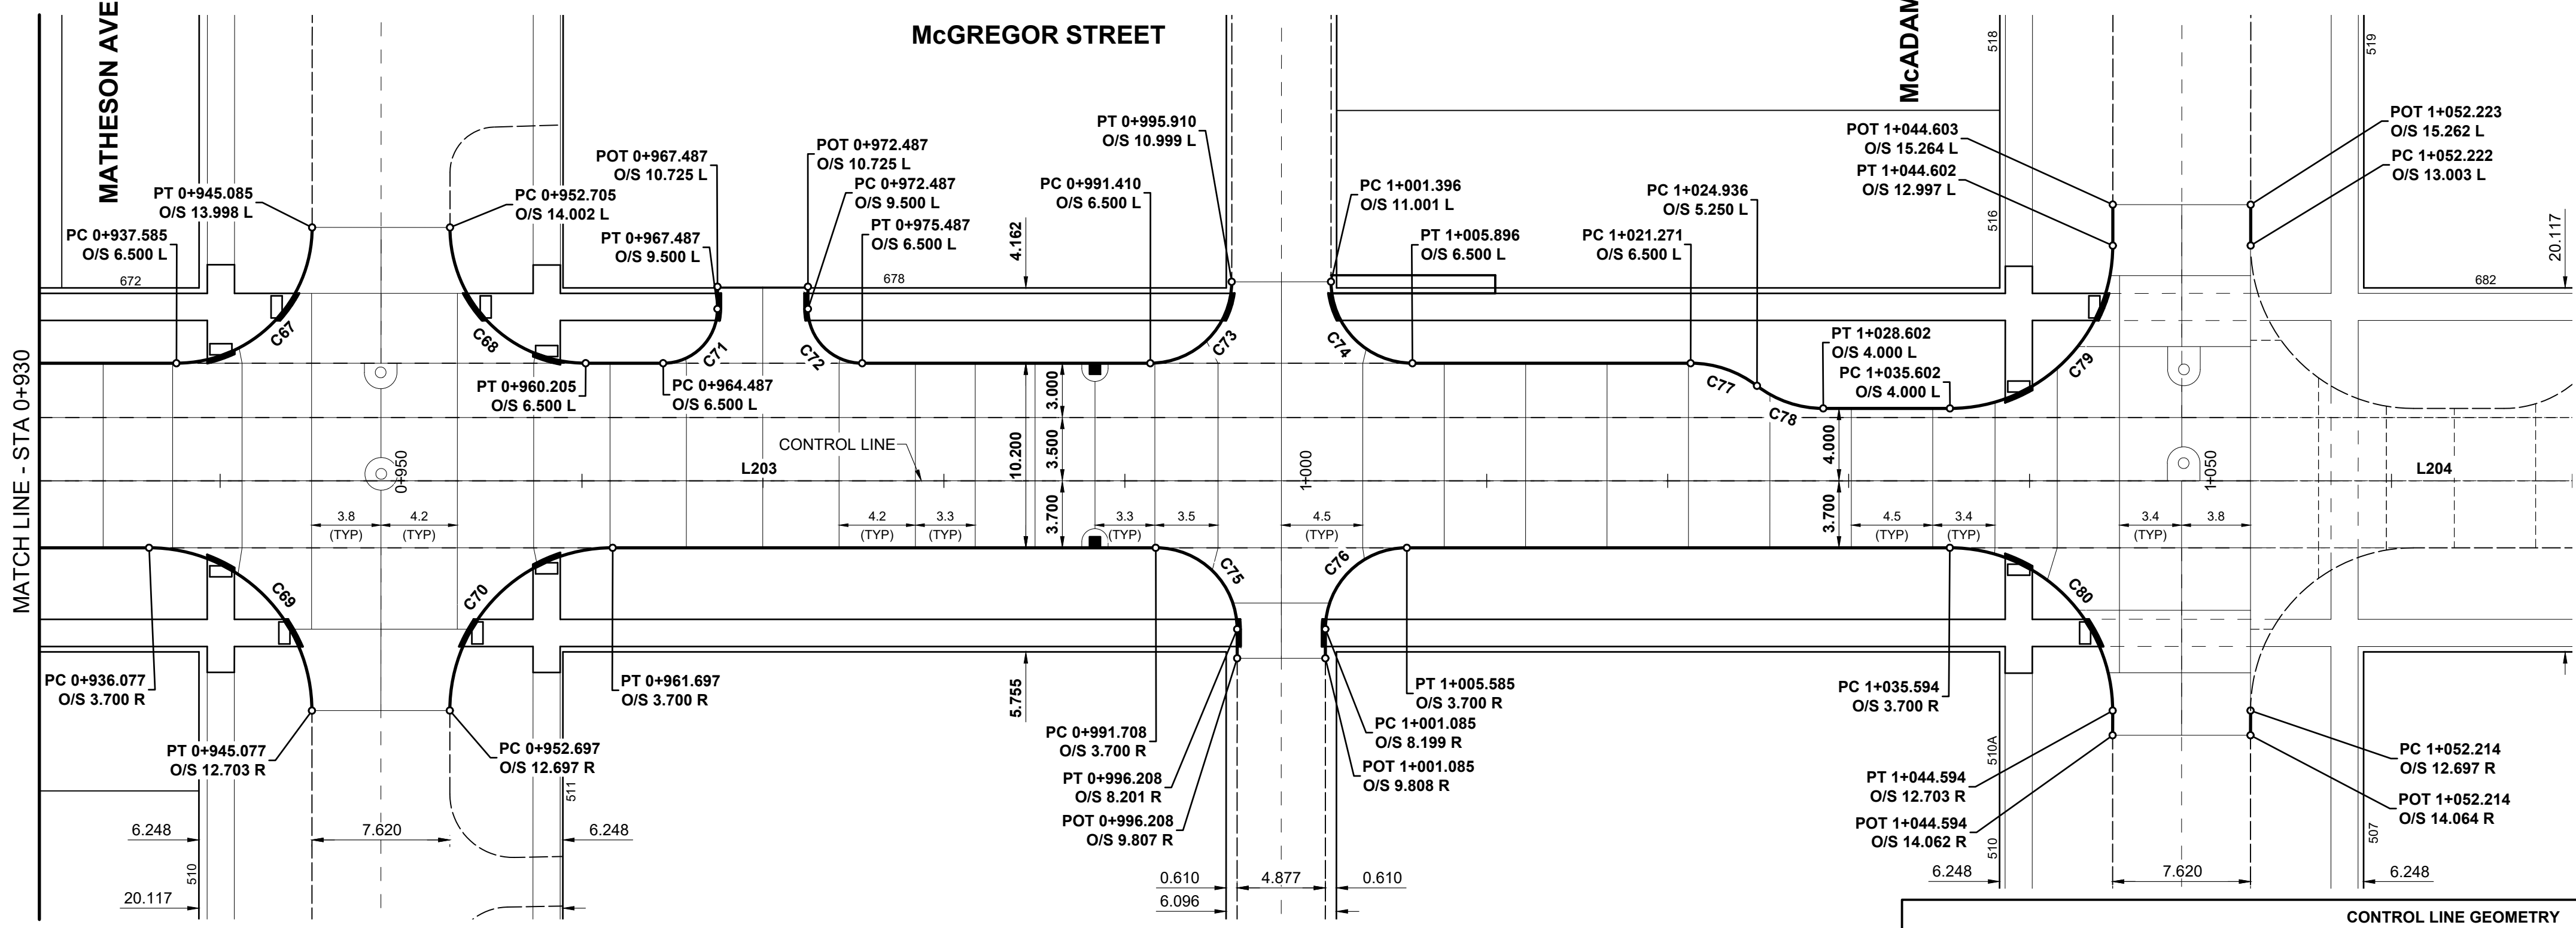 McGREGOR STREET
MATHESON AVE
McADAM
MATCH LINE - STA 0+930
PT 0+945.085
O/S 13.998 L
PC 0+937.585
O/S 6.500 L
672
PC 0+952.705
O/S 14.002 L
POT 0+967.487
O/S 10.725 L
PT 0+967.487
O/S 9.500 L
POT 0+972.487
O/S 10.725 L
PC 0+972.487
O/S 9.500 L
PT 0+975.487
O/S 6.500 L
678
PT 0+995.910
O/S 10.999 L
PC 0+991.410
O/S 6.500 L
4.162
PC 1+001.396
O/S 11.001 L
PT 1+005.896
O/S 6.500 L
PC 1+024.936
O/S 5.250 L
PC 1+021.271
O/S 6.500 L
518
516
519
POT 1+044.603
O/S 15.264 L
PT 1+044.602
O/S 12.997 L
POT 1+052.223
O/S 15.262 L
PC 1+052.222
O/S 13.003 L
20.117
682
C67
C68
C71
C72
C73
C74
C77
C78
C79
PT 0+960.205
O/S 6.500 L
PC 0+964.487
O/S 6.500 L
PT 1+028.602
O/S 4.000 L
PC 1+035.602
O/S 4.000 L
3.000
10.200
3.500
3.700
4.000
3.700
CONTROL LINE
L203
L204
0+950
1+000
1+050
3.8
(TYP)
4.2
(TYP)
4.2
(TYP)
3.3
(TYP)
3.3
(TYP)
3.5
4.5
(TYP)
4.5
(TYP)
3.4
(TYP)
3.4
(TYP)
3.8
C69
C70
C75
C76
C80
PC 0+936.077
O/S 3.700 R
PT 0+945.077
O/S 12.703 R
PC 0+952.697
O/S 12.697 R
PT 0+961.697
O/S 3.700 R
5.755
PC 0+991.708
O/S 3.700 R
PT 0+996.208
O/S 8.201 R
POT 0+996.208
O/S 9.807 R
PT 1+005.585
O/S 3.700 R
PC 1+001.085
O/S 8.199 R
POT 1+001.085
O/S 9.808 R
PC 1+035.594
O/S 3.700 R
PT 1+044.594
O/S 12.703 R
POT 1+044.594
O/S 14.062 R
PC 1+052.214
O/S 12.697 R
POT 1+052.214
O/S 14.064 R
511
510
510A
510
507
6.248
7.620
6.248
20.117
0.610
4.877
0.610
6.096
6.248
7.620
6.248
CONTROL LINE GEOMETRY